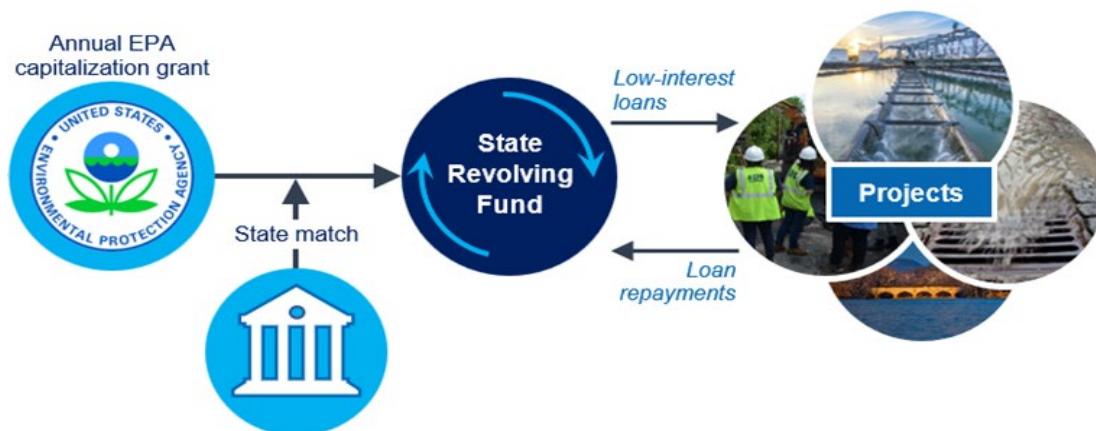 Annual EPA
capitalization grant
UNITED STATES
ENVIRONMENTAL PROTECTION AGENCY
State match
State
Revolving
Fund
Low-interest
loans
Loan
repayments
Projects